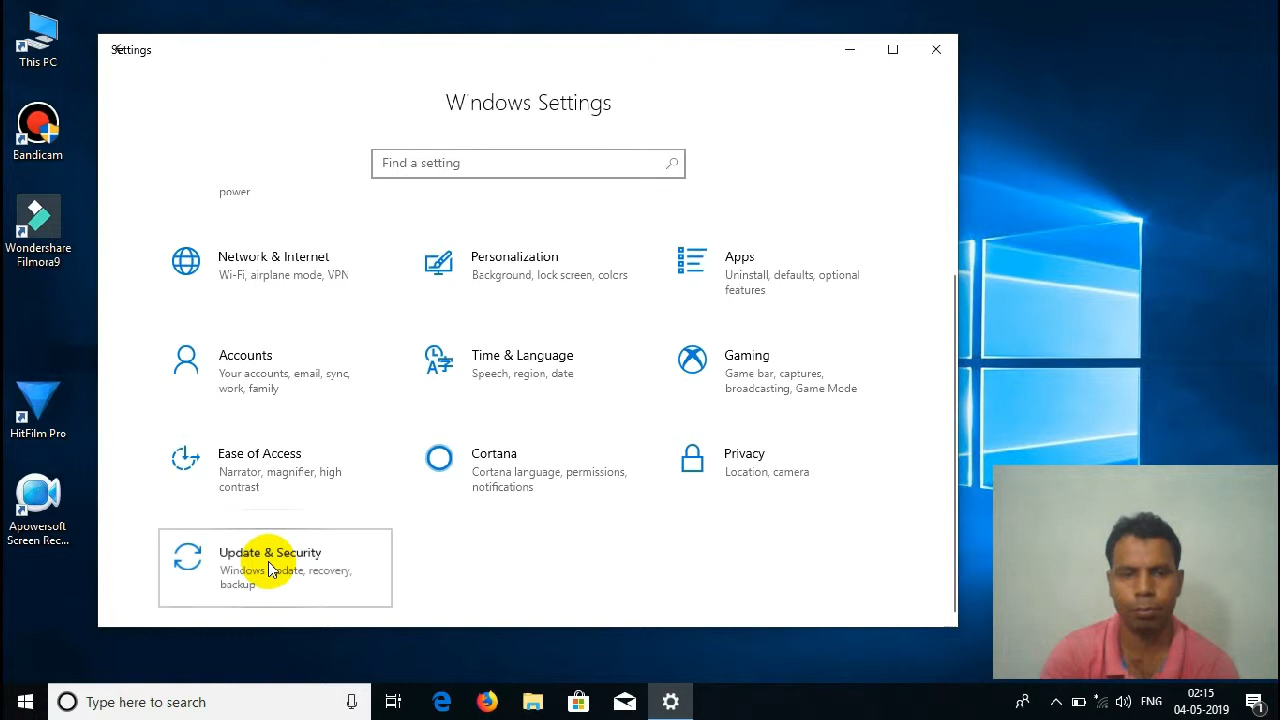 This PC
Bandicam
Wondershare
Filmora9
HitFilm Pro
Apowersoft
Screen Rec...
Settings
Windows Settings
Find a setting
power
Network & Internet
Wi-Fi, airplane mode, VPN
Personalization
Background, lock screen, colors
Apps
Uninstall, defaults, optional
features
Accounts
Your accounts, email, sync,
work, family
Time & Language
Speech, region, date
Gaming
Game bar, captures,
broadcasting, Game Mode
Ease of Access
Narrator, magnifier, high
contrast
Cortana
Cortana language, permissions,
notifications
Privacy
Location, camera
Update & Security
Windows Update, recovery,
backup
Type here to search
ENG
02:15
04-05-2019
1